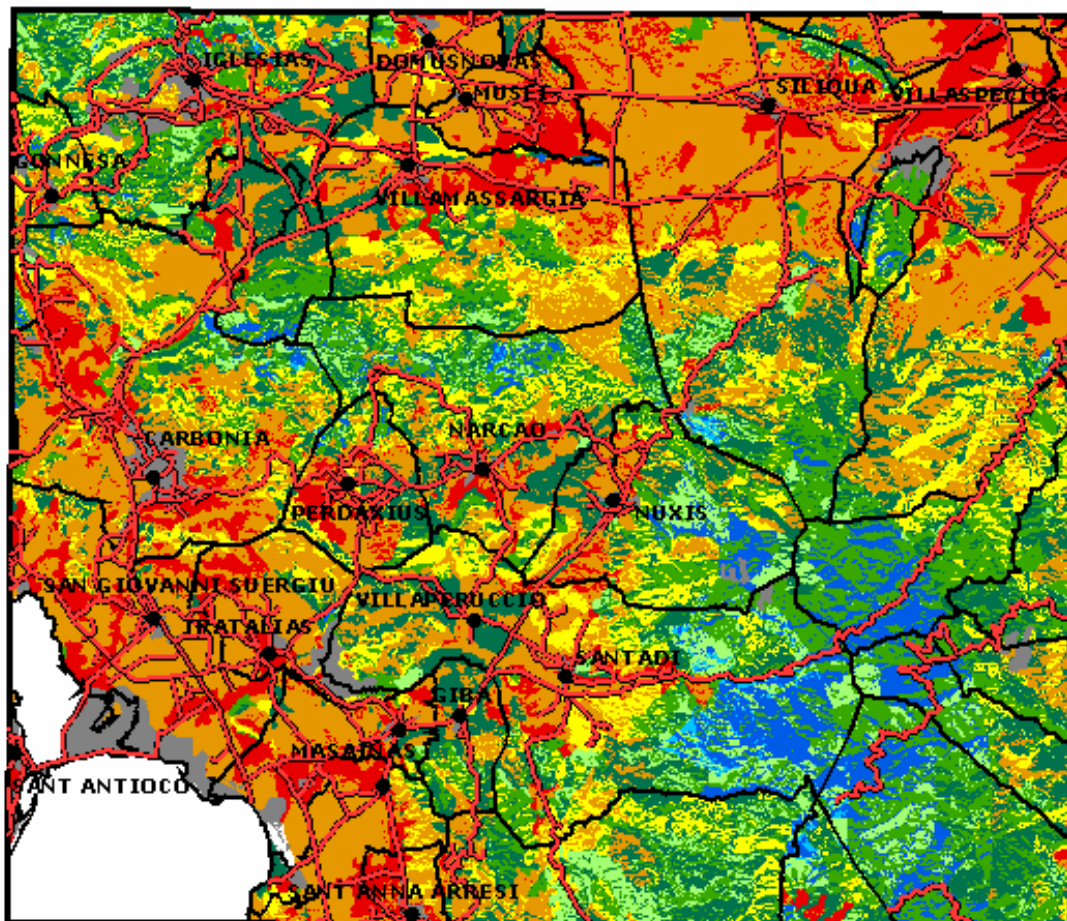 IGLESIAS
DOMUSNOVAS
MUSEI
SILIQUA
VILLASPECIOS
GONNESA
VILLAMASSARGIA
CARBONIA
NARCAO
PERDAXIUS
NUXIS
SAN GIOVANNI SUERGIU
VILLAPERUCCIO
TRATALIAS
SANTADI
GIBA
MASAINAS
SANT ANTIOCO
SANT'ANNA ARRESI